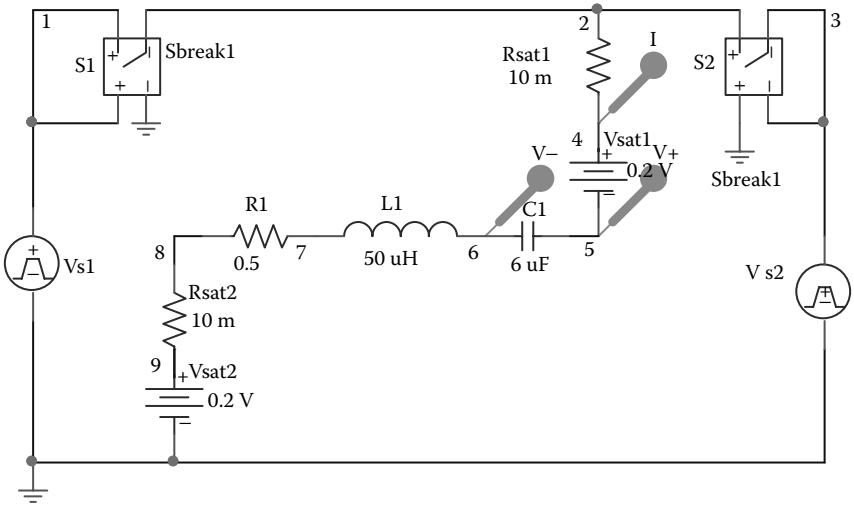 1
2
3
S1
Sbreak1
Rsat1
10 m
I
S2
Sbreak1
4
Vsat1
0.2 V
V−
V+
R1
0.5
L1
50 uH
C1
6 uF
8
7
6
5
Vs1
V s2
Rsat2
10 m
9
Vsat2
0.2 V